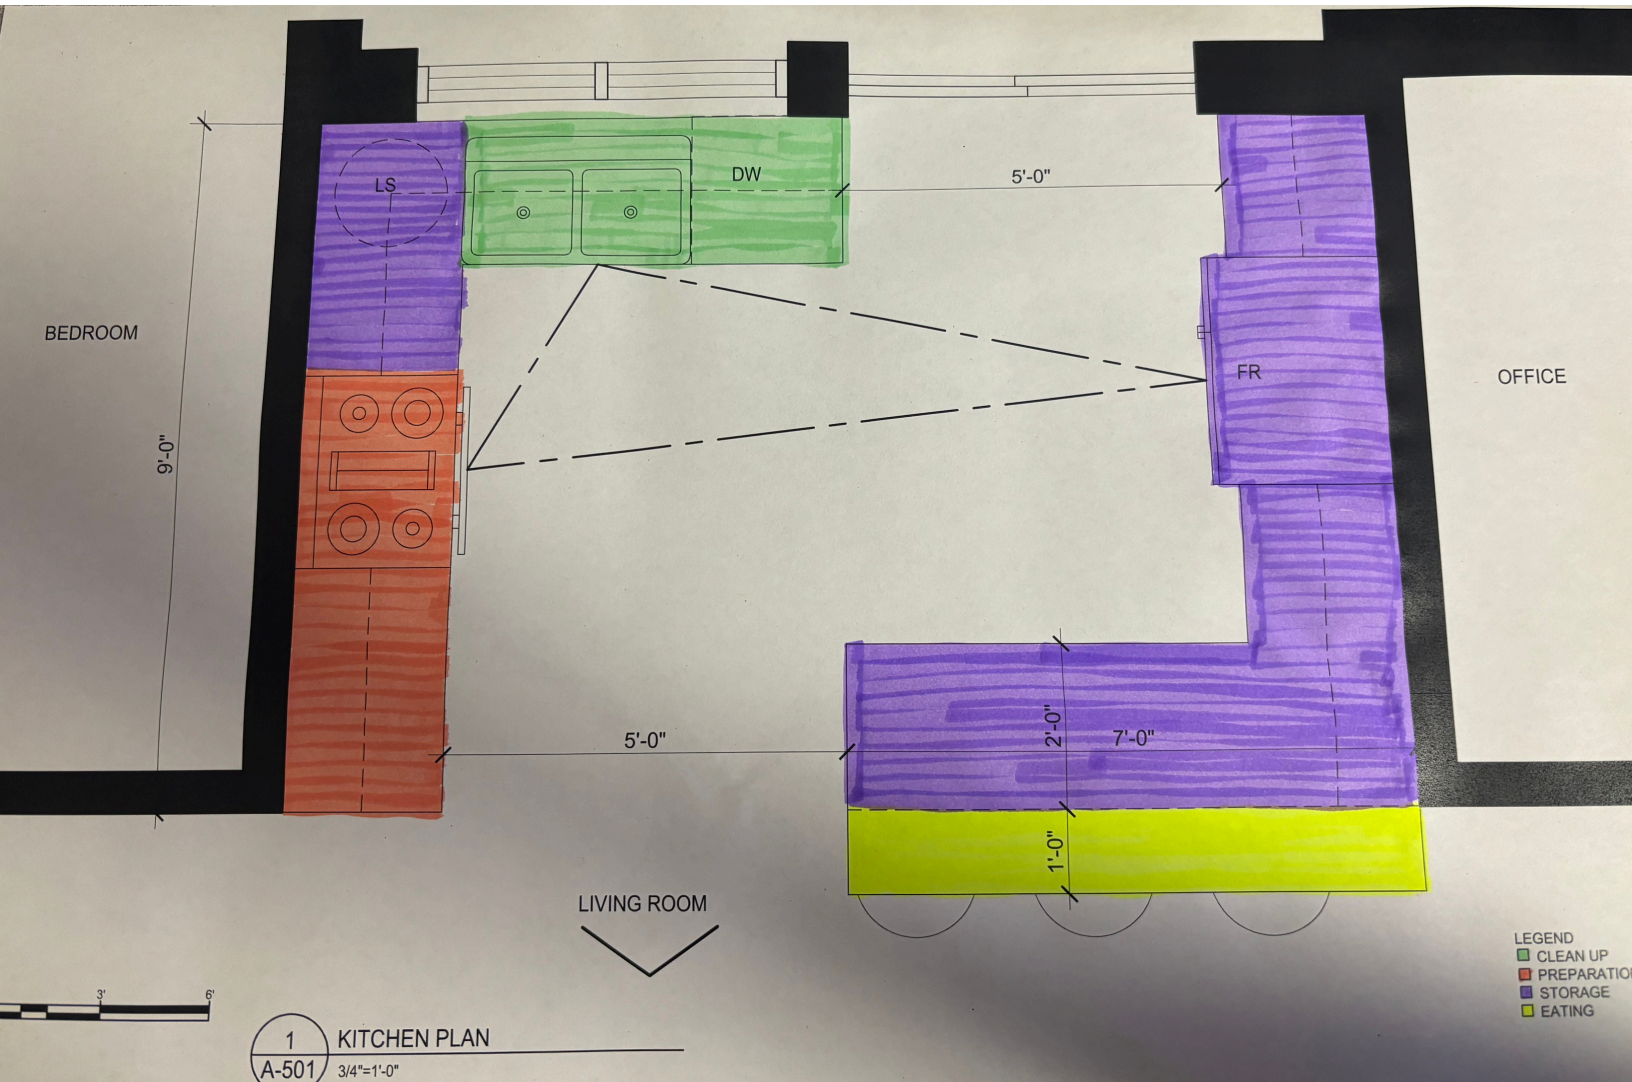 LS
DW
5'-0"
BEDROOM
FR
OFFICE
9'-0"
5'-0"
2'-0"
7'-0"
1'-0"
LIVING ROOM
LEGEND
CLEAN UP
PREPARATIO
STORAGE
EATING
3'
6'
1
KITCHEN PLAN
A-501
3/4"=1'-0"